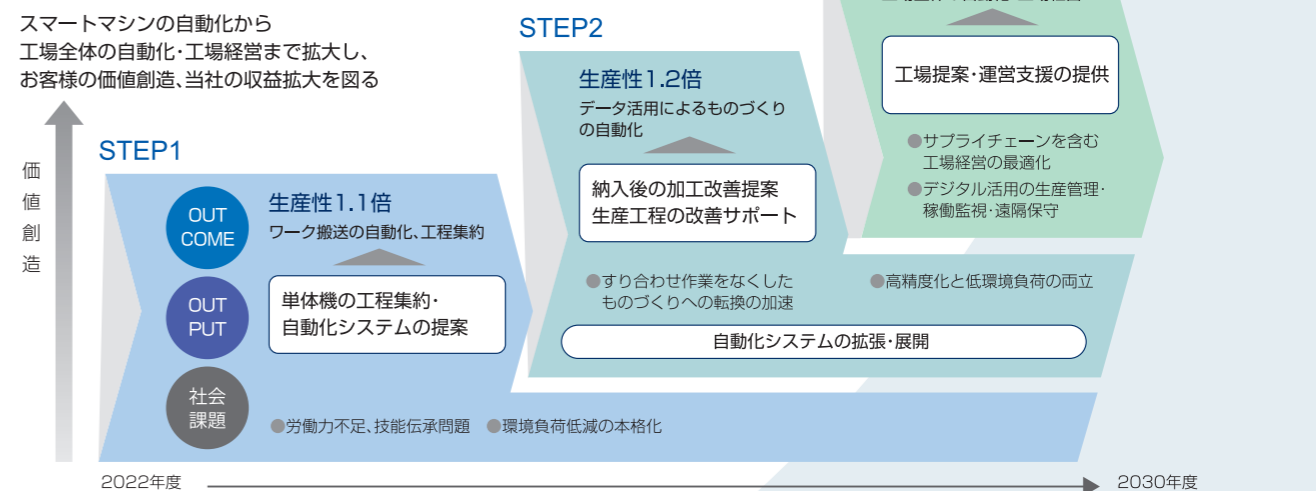 スマートマシンの自動化から
工場全体の自動化・工場経営まで拡大し、
お客様の価値創造、当社の収益拡大を図る
価値創造
STEP1
OUT
COME
生産性1.1倍
ワーク搬送の自動化、工程集約
OUT
PUT
単体機の工程集約・
自動化システムの提案
社会
課題
●労働力不足、技能伝承問題 ●環境負荷低減の本格化
STEP2
生産性1.2倍
データ活用によるものづくり
の自動化
納入後の加工改善提案
生産工程の改善サポート
●すり合わせ作業をなくした
ものづくりへの転換の加速
●高精度化と低環境負荷の両立
自動化システムの拡張・展開
工場提案・運営支援の提供
●サプライチェーンを含む
工場経営の最適化
●デジタル活用の生産管理・
稼働監視・遠隔保守
2022年度
2030年度